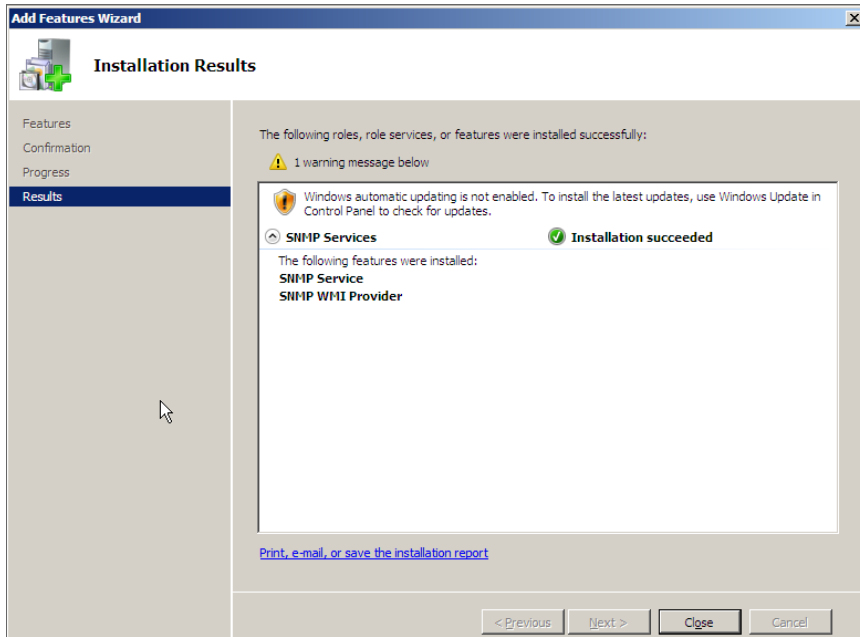 Add Features Wizard
Installation Results
Features
Confirmation
Progress
Results
The following roles, role services, or features were installed successfully:
1 warning message below
Windows automatic updating is not enabled. To install the latest updates, use Windows Update in
Control Panel to check for updates.
SNMP Services
Installation succeeded
The following features were installed:
SNMP Service
SNMP WMI Provider
Print, e-mail, or save the installation report
< Previous
Next >
Close
Cancel